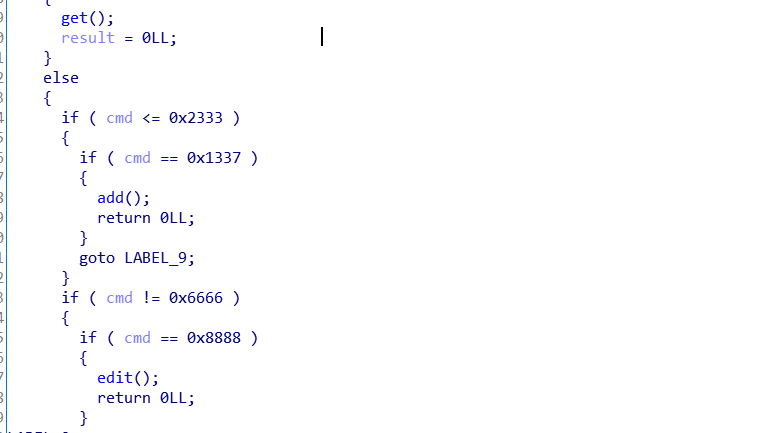 {
get();
result = 0LL;
}
else
{
if ( cmd <= 0x2333 )
{
if ( cmd == 0x1337 )
{
add();
return 0LL;
}
goto LABEL_9;
}
if ( cmd != 0x6666 )
{
if ( cmd == 0x8888 )
{
edit();
return 0LL;
}